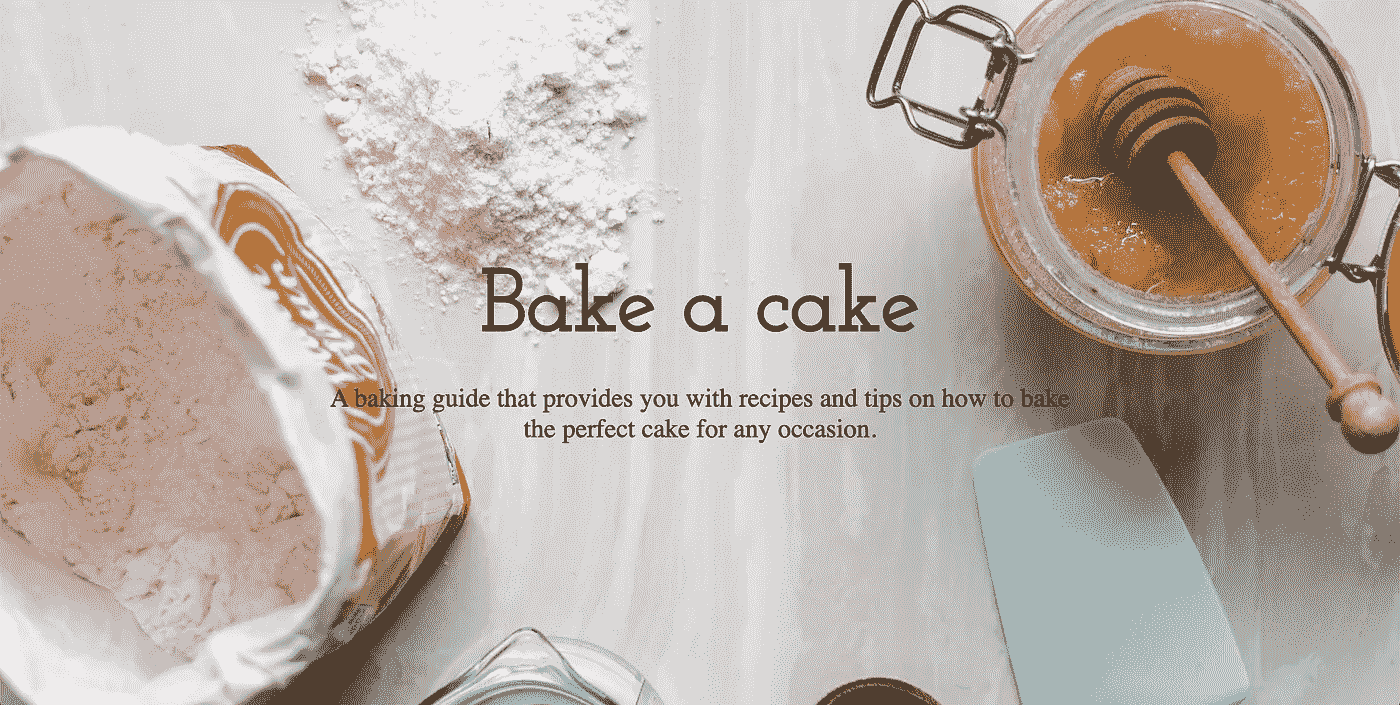 Bake a cake
A baking guide that provides you with recipes and tips on how to bake
the perfect cake for any occasion.